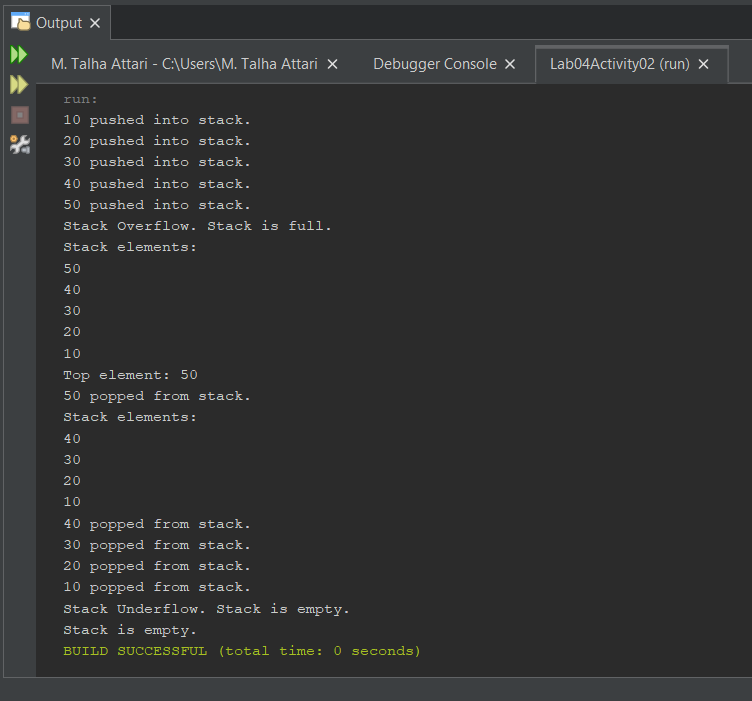 Output
M. Talha Attari - C:\Users\M. Talha Attari Debugger Console Lab04Activity02 (run)
run:
10 pushed into stack.
20 pushed into stack.
30 pushed into stack.
40 pushed into stack.
50 pushed into stack.
Stack Overflow. Stack is full.
Stack elements:
50
40
30
20
10
Top element: 50
50 popped from stack.
Stack elements:
40
30
20
10
40 popped from stack.
30 popped from stack.
20 popped from stack.
10 popped from stack.
Stack Underflow. Stack is empty.
Stack is empty.
BUILD SUCCESSFUL (total time: 0 seconds)